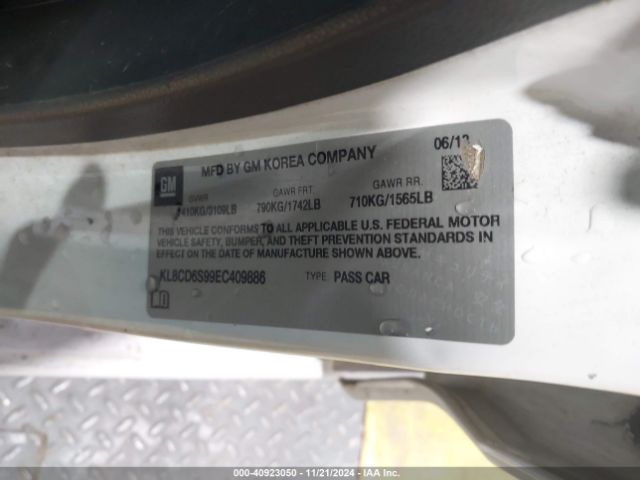 06/13
MFD BY GM KOREA COMPANY
GM
GVWR
GAWR FRT.
GAWR RR.
1410KG/3109LB
790KG/1742LB
710KG/1565LB
THIS VEHICLE CONFORMS TO ALL APPLICABLE U.S. FEDERAL MOTOR
VEHICLE SAFETY, BUMPER, AND THEFT PREVENTION STANDARDS IN
EFFECT ON THE DATE OF MANUFACTURE SHOWN ABOVE.
KL8CD6S99EC409886
TYPE: PASS CAR
000-40923050 - 11/21/2024 - IAA Inc.